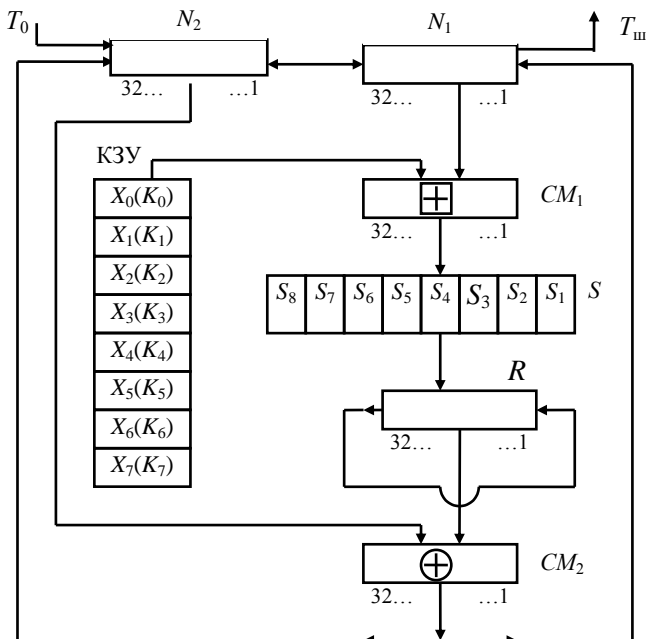 T₀ N₂ N₁ Tш
32... ...1 32... ...1
КЗУ
X₀(K₀) + CM₁
X₁(K₁) 32... ...1
X₂(K₂) S₈ S₇ S₆ S₅ S₄ S₃ S₂ S₁ S
X₃(K₃)
X₄(K₄) R
X₅(K₅)
X₆(K₆) 32... ...1
X₇(K₇)
+ CM₂
32... ...1